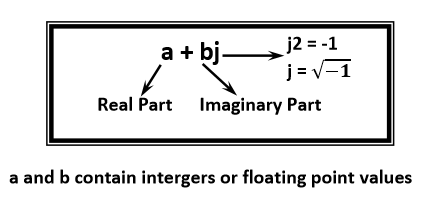 a + bj
j2 = -1
j = √-1
Real Part
Imaginary Part
a and b contain intergers or floating point values